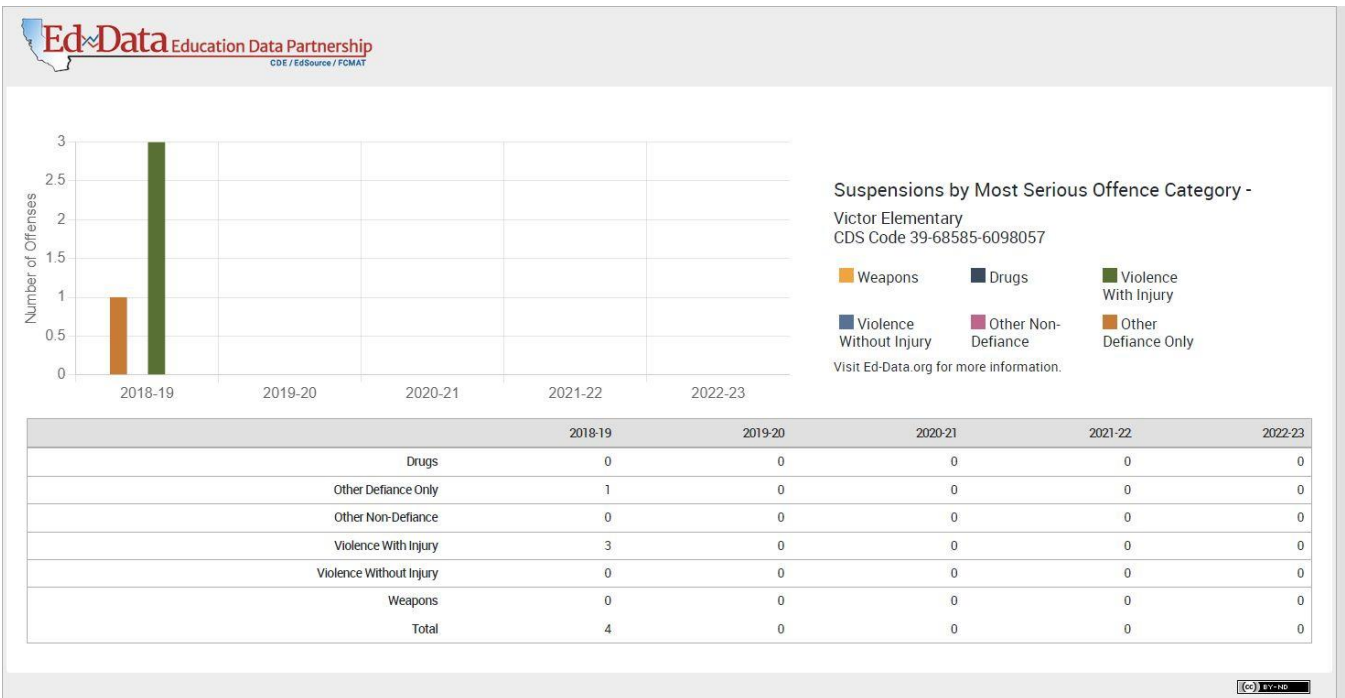 Ed Data Education Data Partnership
CDE / EdSource / FCMAT
3
2.5
2
1.5
1
0.5
0
Number of Offenses
2018-19 2019-20 2020-21 2021-22 2022-23
Suspensions by Most Serious Offence Category -
Victor Elementary
CDS Code 39-68585-6098057
Weapons Drugs Violence
With Injury
Violence Other Non- Other
Without Injury Defiance Defiance Only
Visit Ed-Data.org for more information.
2018-19 2019-20 2020-21 2021-22 2022-23
Drugs 0 0 0 0 0
Other Defiance Only 1 0 0 0 0
Other Non-Defiance 0 0 0 0 0
Violence With Injury 3 0 0 0 0
Violence Without Injury 0 0 0 0 0
Weapons 0 0 0 0 0
Total 4 0 0 0 0
(cc) BY-ND